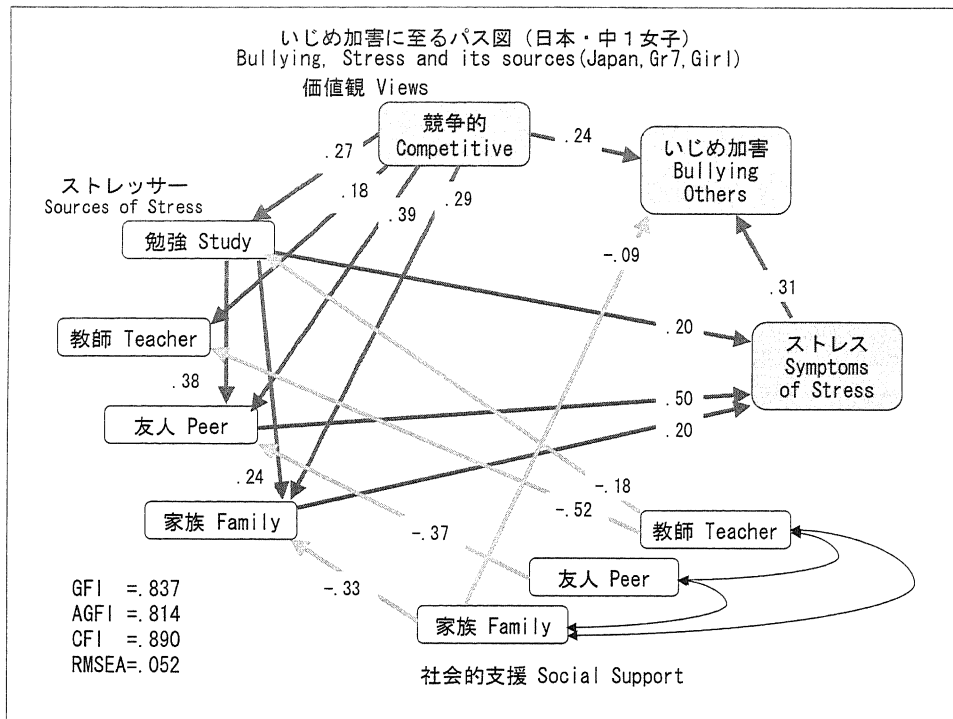 いじめ加害に至るパス図（日本・中１女子）
Bullying, Stress and its sources(Japan,Gr7,Girl)
価値観 Views
競争的
Competitive
いじめ加害
Bullying
Others
.24
.27
.18
.39
.29
ストレッサー
Sources of Stress
勉強 Study
-.09
.31
教師 Teacher
.20
ストレス
Symptoms
of Stress
.38
友人 Peer
.50
.20
.24
-.18
家族 Family
-.52
-.37
教師 Teacher
友人 Peer
-.33
家族 Family
GFI =.837
AGFI =.814
CFI =.890
RMSEA=.052
社会的支援 Social Support